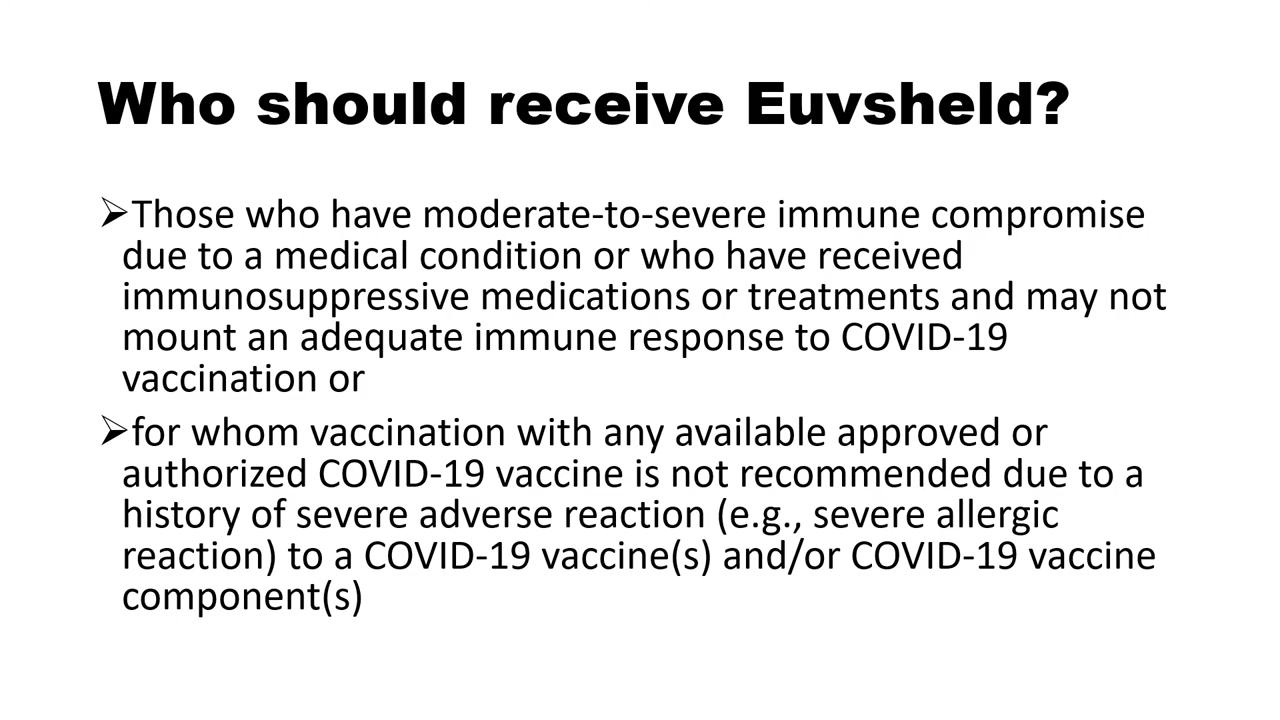 Who should receive Euvsheld?
➢Those who have moderate-to-severe immune compromise
due to a medical condition or who have received
immunosuppressive medications or treatments and may not
mount an adequate immune response to COVID-19
vaccination or
➢for whom vaccination with any available approved or
authorized COVID-19 vaccine is not recommended due to a
history of severe adverse reaction (e.g., severe allergic
reaction) to a COVID-19 vaccine(s) and/or COVID-19 vaccine
component(s)